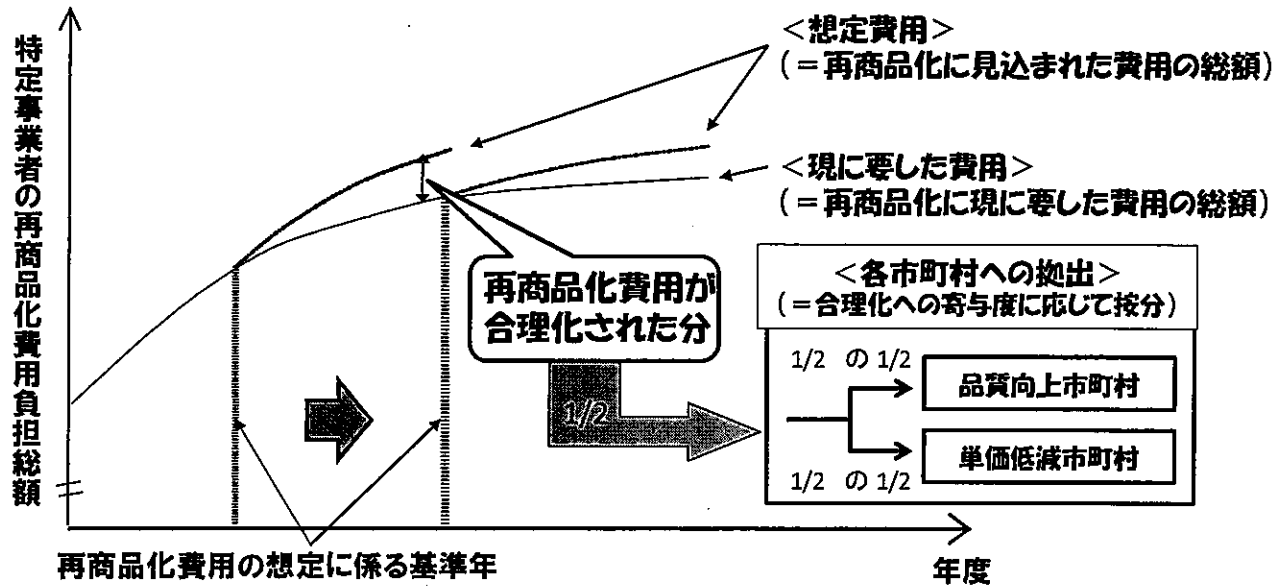 特定事業者の再商品化費用負担総額
＜想定費用＞
（＝再商品化に見込まれた費用の総額）
＜現に要した費用＞
（＝再商品化に現に要した費用の総額）
再商品化費用が
合理化された分
1/2
＜各市町村への拠出＞
（＝合理化への寄与度に応じて按分）
1/2 の 1/2
品質向上市町村
単価低減市町村
1/2 の 1/2
再商品化費用の想定に係る基準年
年度